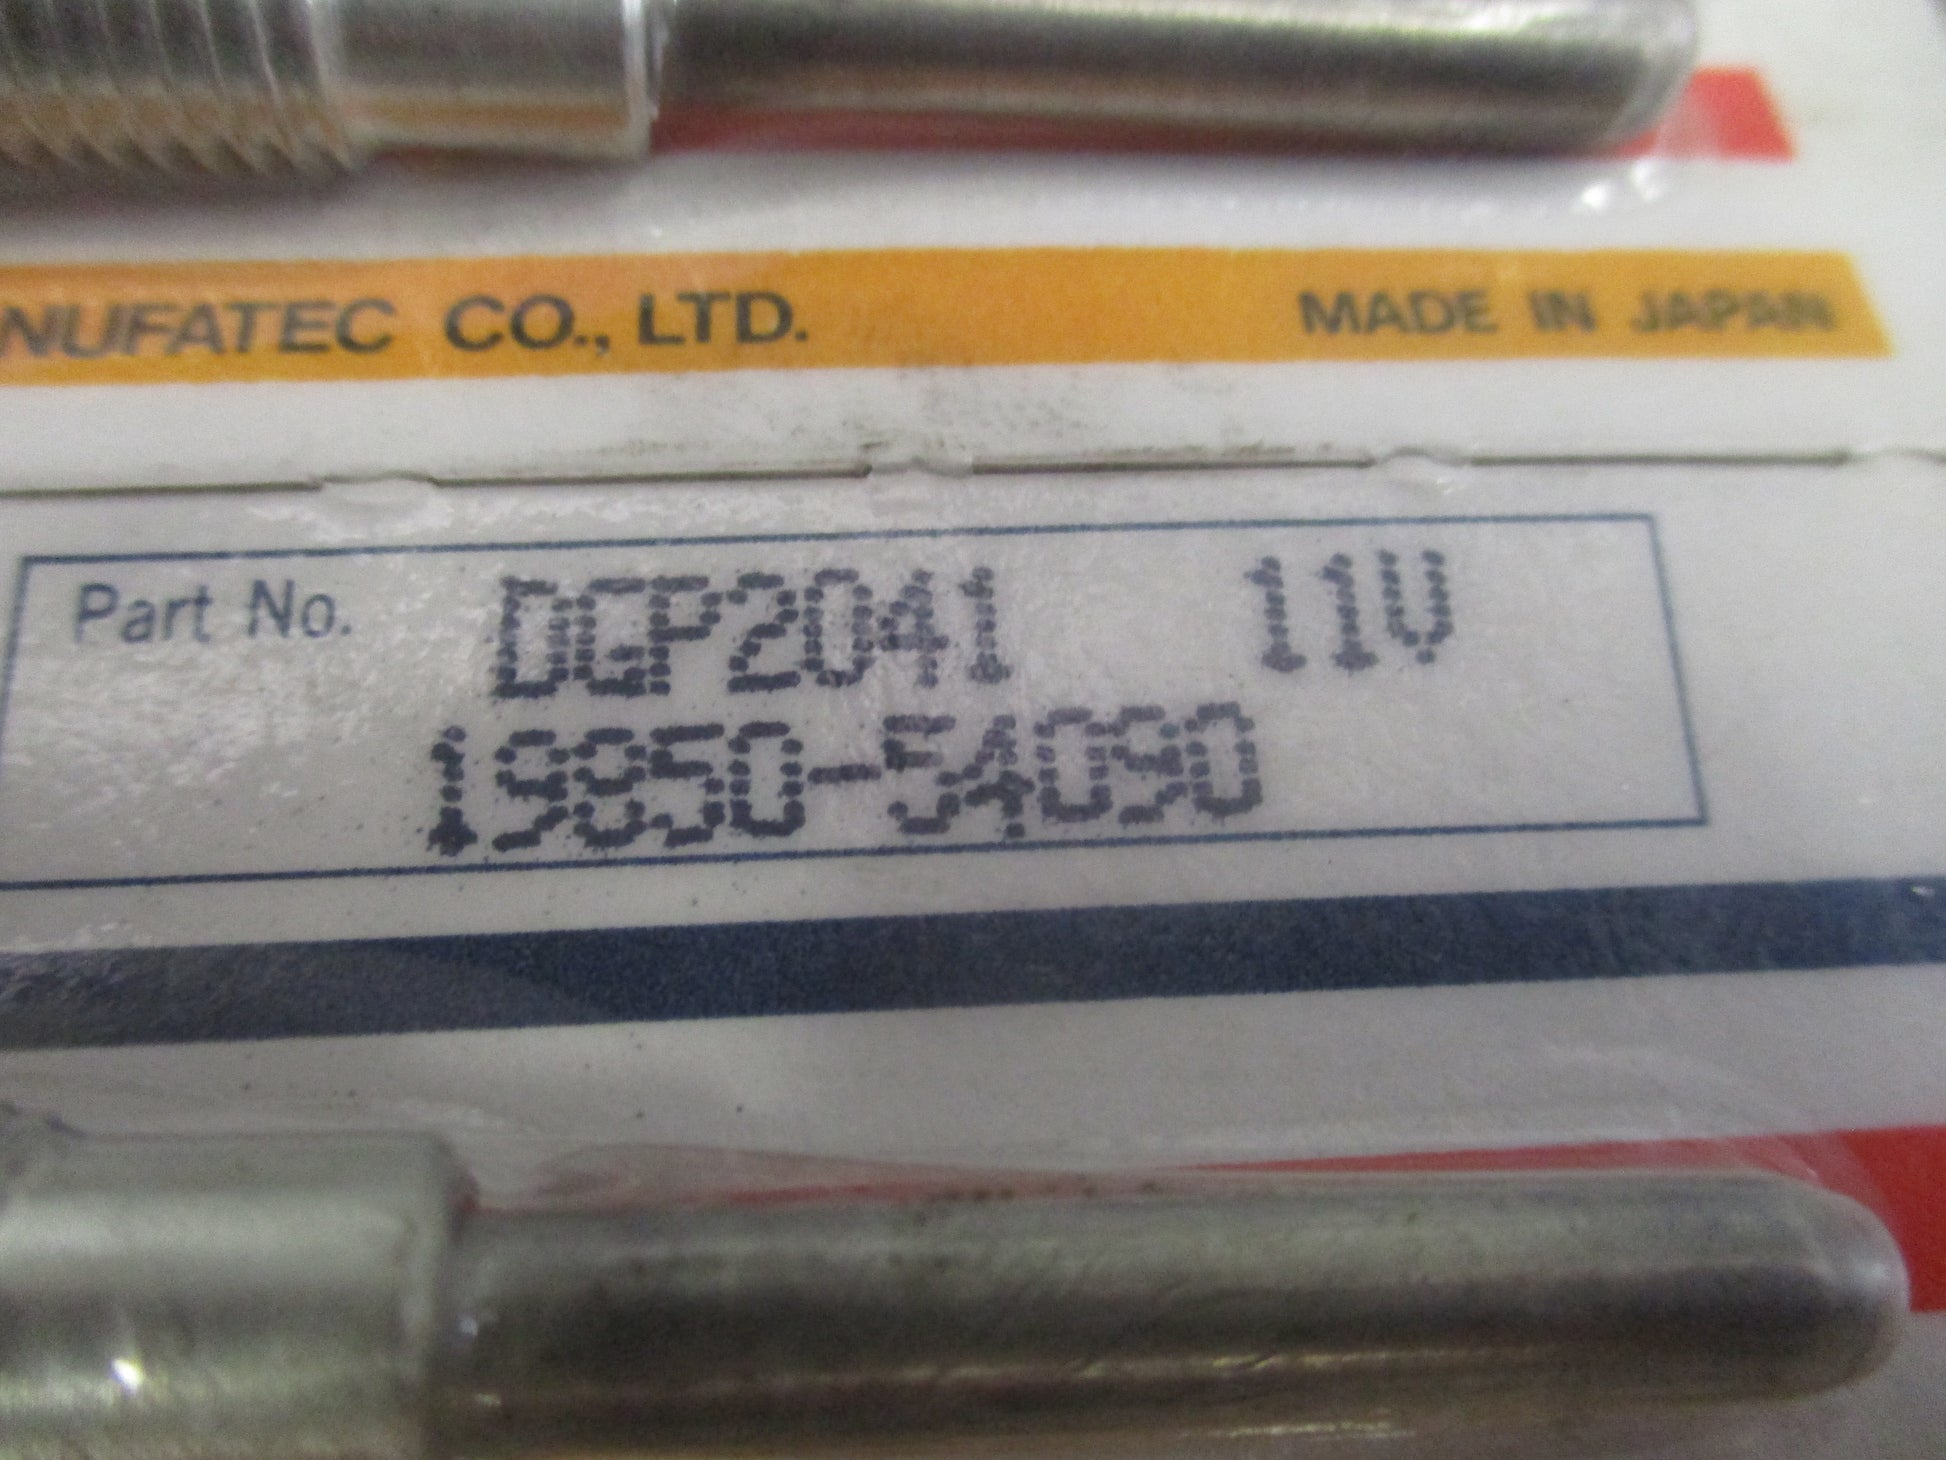 NUFATEC CO., LTD. MADE IN JAPAN
Part No. DGP2041 11V
19850-54090